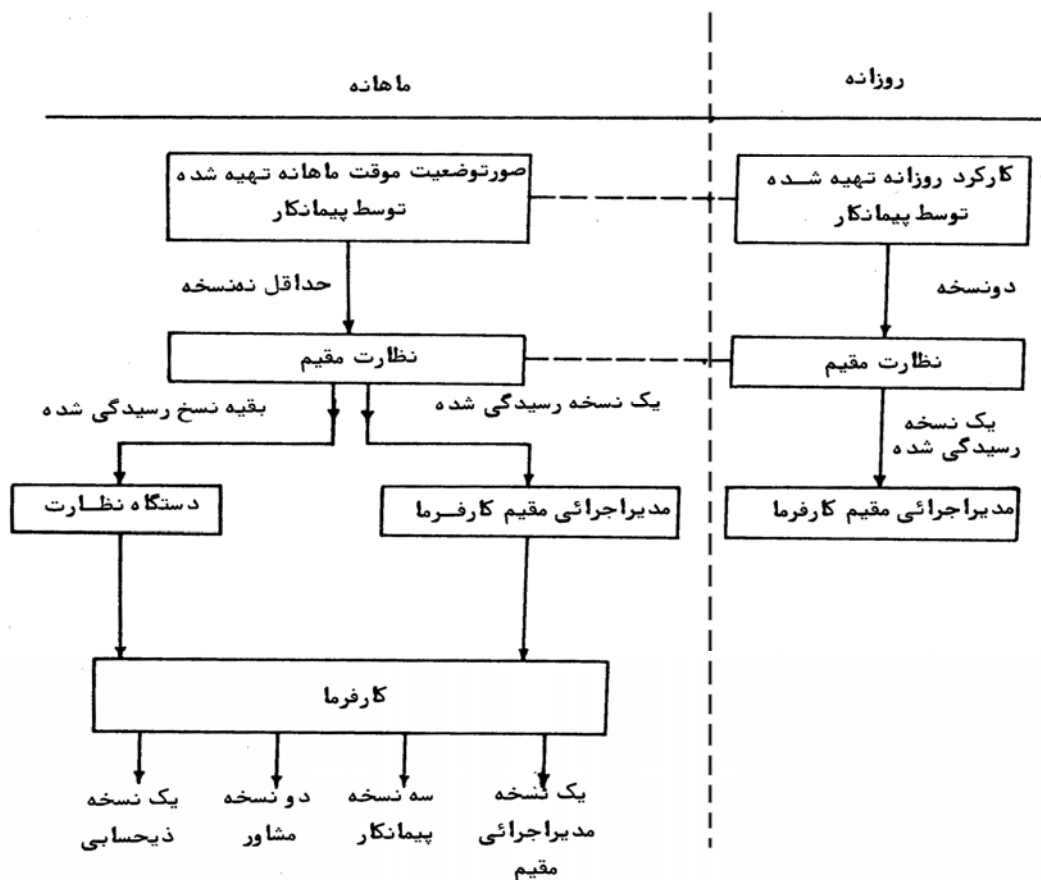 روزانه
ماهانه
کارکرد روزانه تهیه شده
توسط پیمانکار
صورتوضعیت موقت ماهانه تهیه شده
توسط پیمانکار
دونسخه
حداقل نه‌نسخه
نظارت مقیم
نظارت مقیم
یک نسخه
رسیدگی شده
یک نسخه رسیدگی شده
بقیه نسخ رسیدگی شده
مدیراجرائی مقیم کارفرما
مدیراجرائی مقیم کارفرما
دستگاه نظارت
کارفرما
یک نسخه
مدیراجرائی
مقیم
سه نسخه
پیمانکار
دو نسخه
مشاور
یک نسخه
ذیحسابی